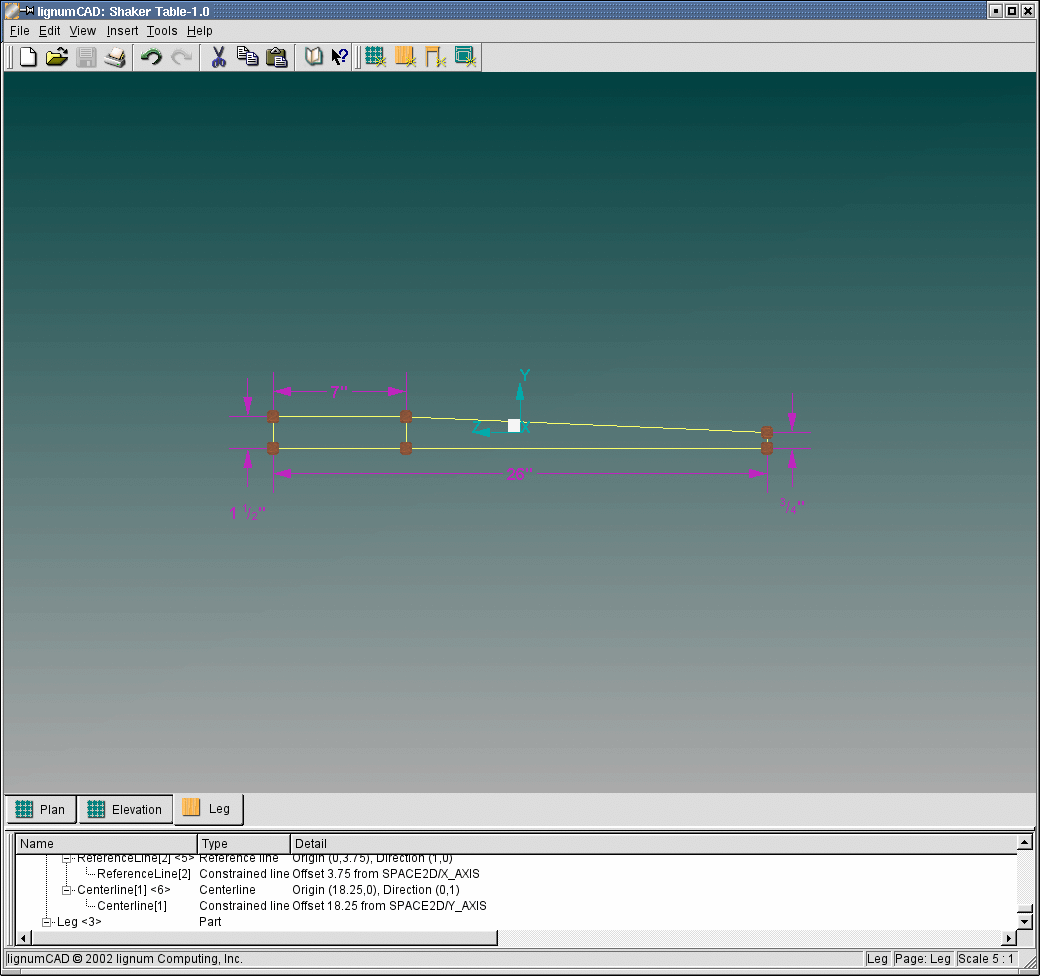 lignumCAD: Shaker Table-1.0
File Edit View Insert Tools Help
Y
7"
Z X
26"
1 1/2"
3/4"
Plan Elevation Leg
Name Type Detail
ReferenceLine[2] <5> Reference line Origin (0,3.75), Direction (1,0)
ReferenceLine[2] Constrained line Offset 3.75 from SPACE2D/X_AXIS
Centerline[1] <6> Centerline Origin (18.25,0), Direction (0,1)
Centerline[1] Constrained line Offset 18.25 from SPACE2D/Y_AXIS
Leg <3> Part
lignumCAD © 2002 lignum Computing, Inc. Leg Page: Leg Scale 5 : 1